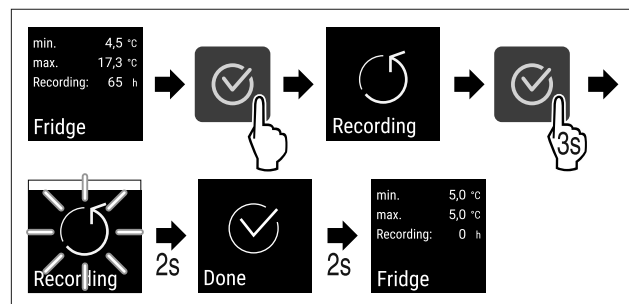 min. 4,5 °C
max. 17,3 °C
Recording: 65 h
Fridge
Recording
3s
Recording
2s
Done
2s
min. 5,0 °C
max. 5,0 °C
Recording: 0 h
Fridge